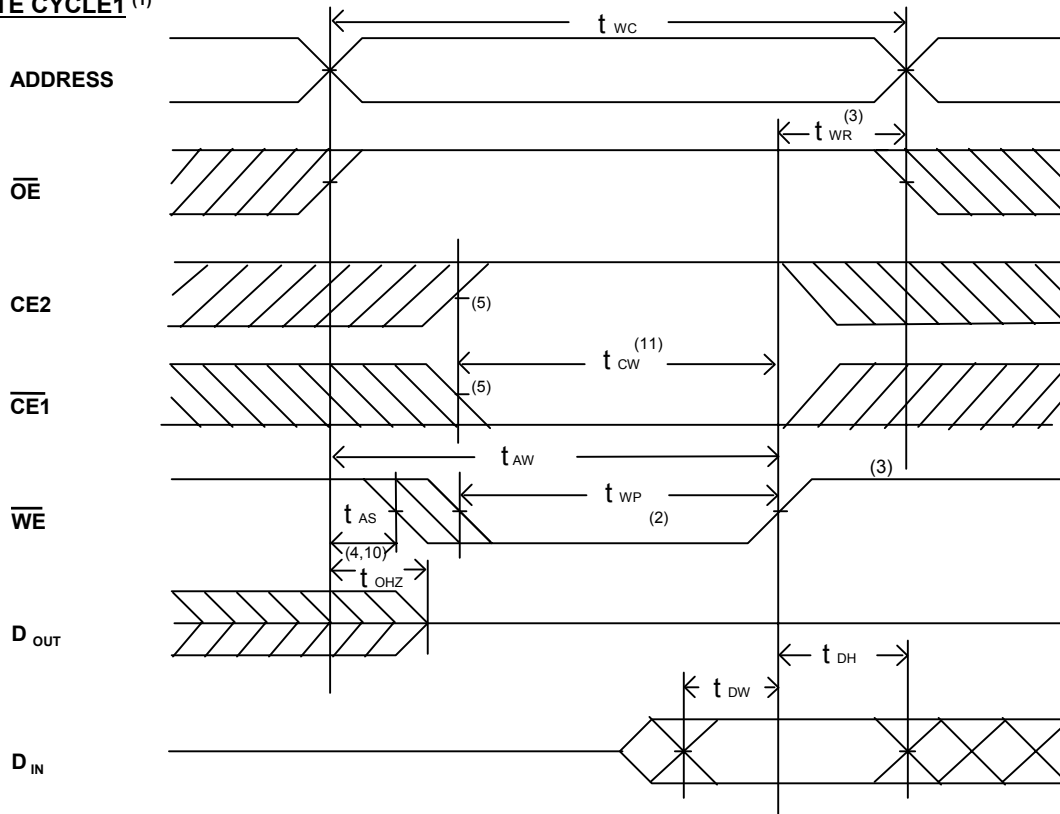 TE CYCLE1 (1)
t WC
ADDRESS
t WR (3)
OE
CE2
(5)
t CW (11)
CE1
(5)
t AW
(3)
t WP
WE
t AS
(2)
(4,10)
t OHZ
D OUT
t DH
t DW
D IN